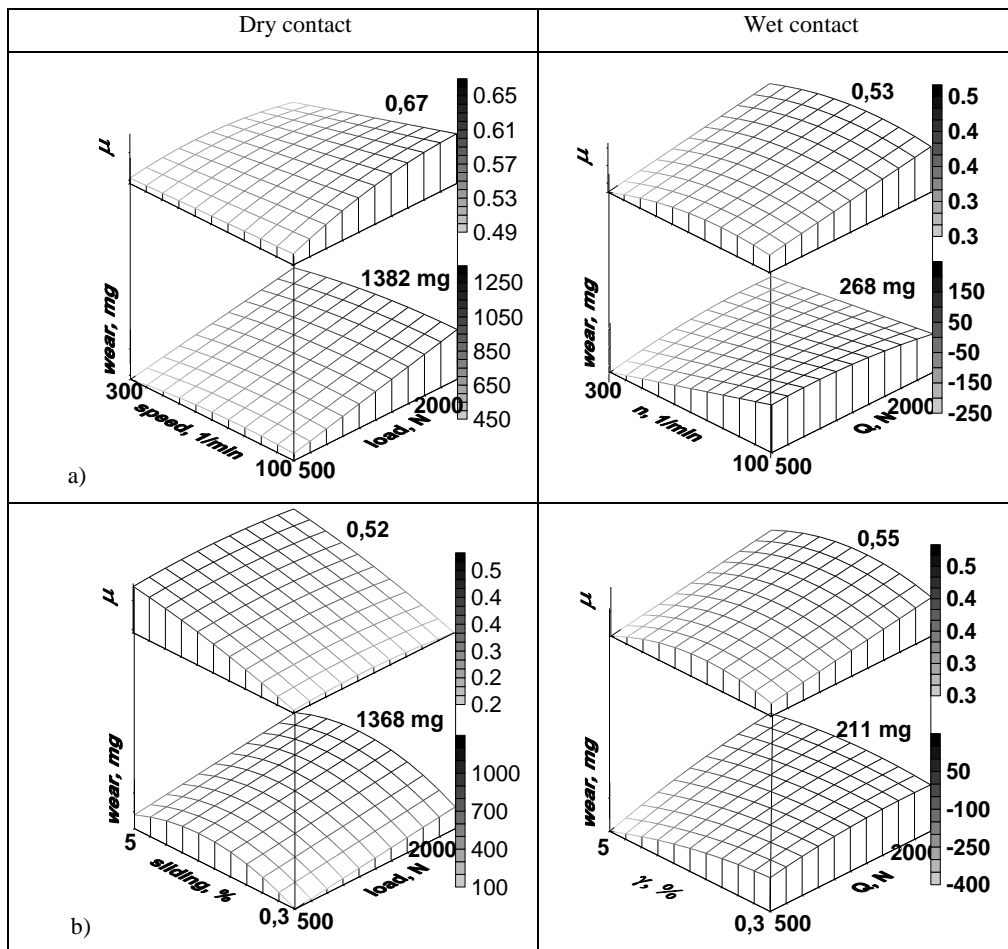 Dry contact
Wet contact
0,67
μ
0.65
0.61
0.57
0.53
0.49
1382 mg
wear, mg
1250
1050
850
650
450
300
speed, 1/min
100
500
load, N
2000
a)
0,53
μ
0.5
0.4
0.4
0.3
0.3
268 mg
wear, mg
150
50
-50
-150
-250
300
n, 1/min
100
500
Q, N
2000
0,52
μ
0.5
0.4
0.4
0.3
0.2
0.2
1368 mg
wear, mg
1000
700
400
100
5
sliding, %
0,3
500
load, N
2000
b)
0,55
μ
0.5
0.4
0.4
0.3
0.3
211 mg
wear, mg
50
-100
-250
-400
5
γ, %
0,3
500
Q, N
2000